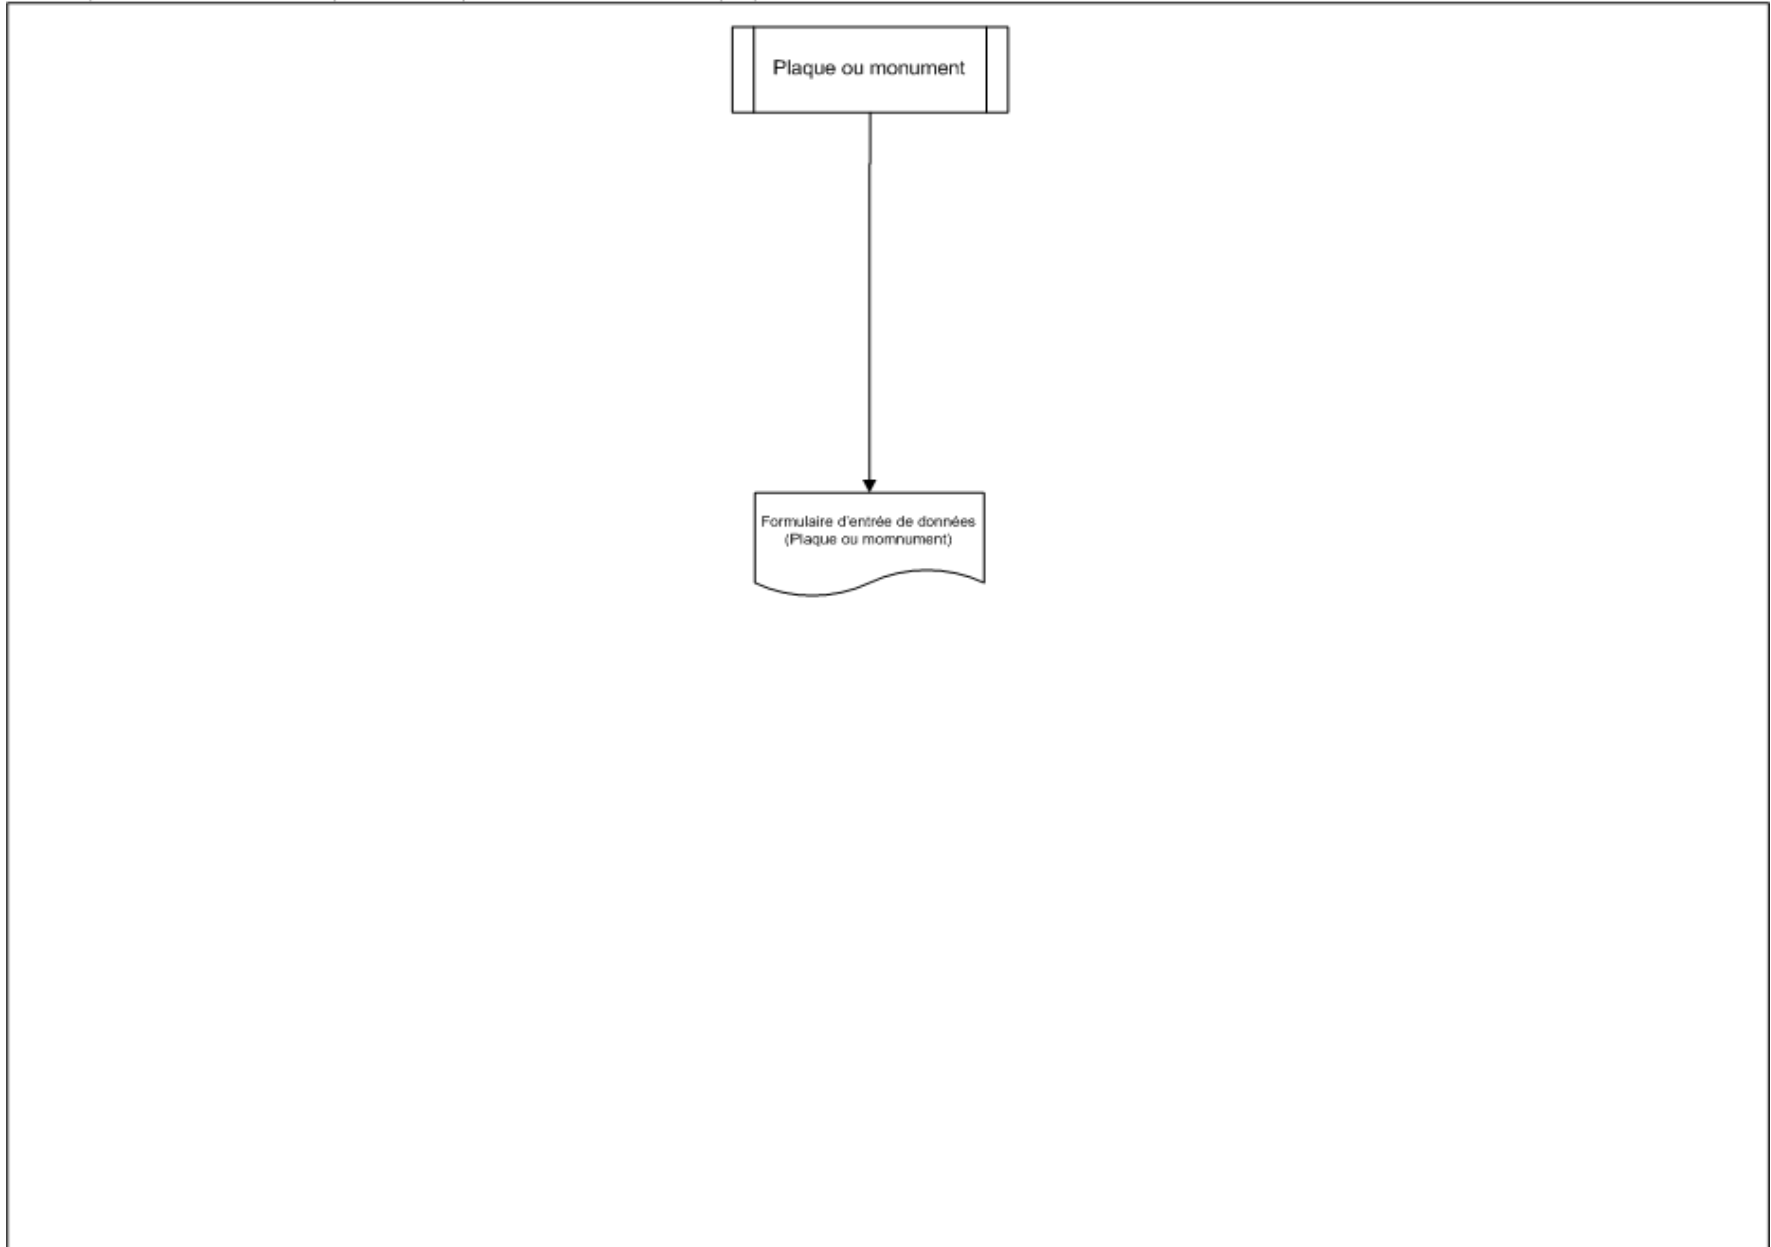 Plaque ou monument
Formulaire d'entrée de données
(Plaque ou momnument)